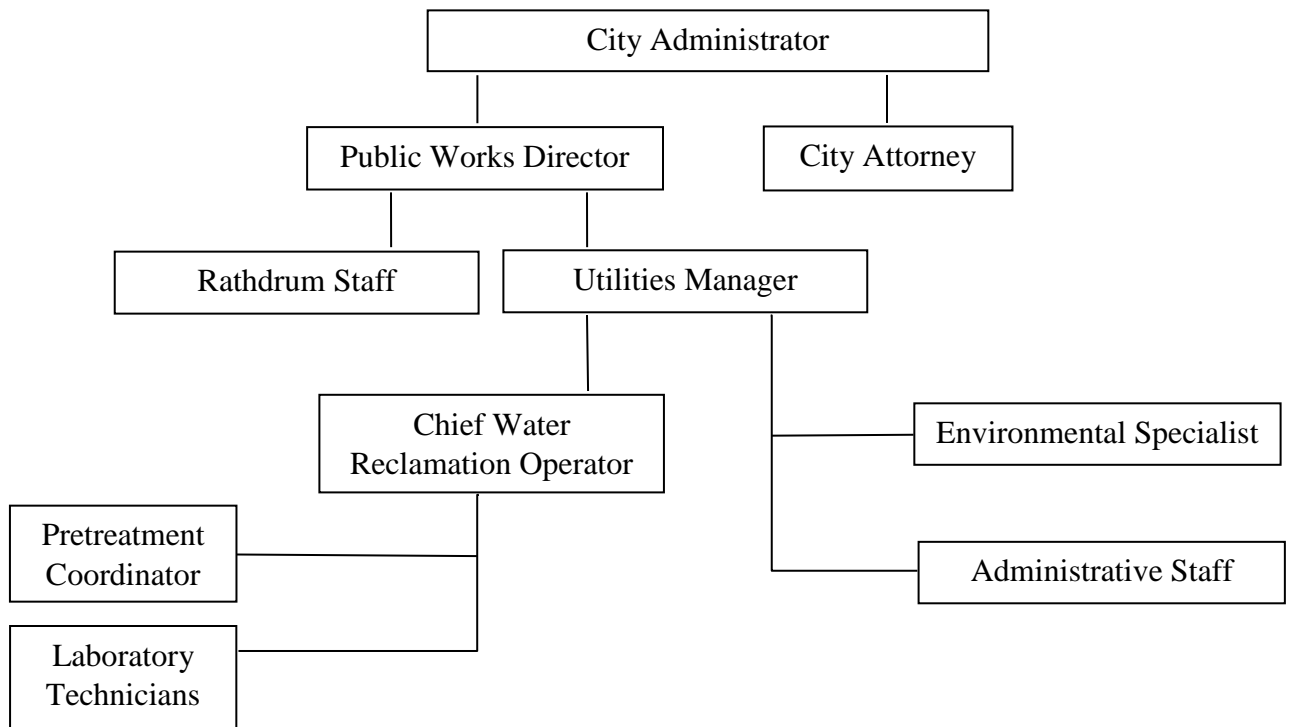 City Administrator
Public Works Director
City Attorney
Rathdrum Staff
Utilities Manager
Chief Water
Reclamation Operator
Environmental Specialist
Pretreatment
Coordinator
Administrative Staff
Laboratory
Technicians